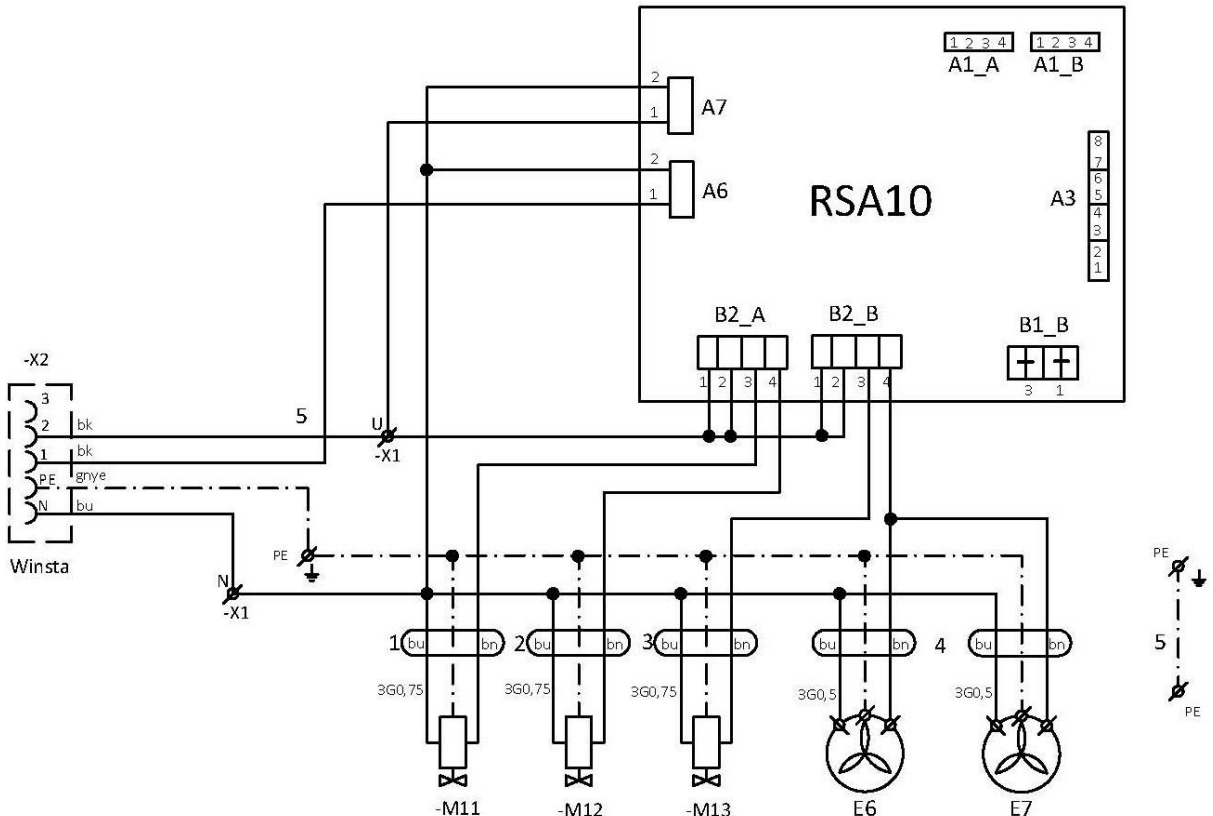 1 2 3 4
1 2 3 4
A1_A
A1_B
2
1
A7
2
1
A6
RSA10
A3
8
7
6
5
4
3
2
1
B2_A
B2_B
B1_B
1 2 3 4
1 2 3 4
3 1
-X2
3
2 bk
1 bk
PE gnye
N bu
Winsta
5
U
-X1
PE
N
-X1
1 bu bn
2 bu bn
3 bu bn
bu bn
4 bu bn
3G0,75
3G0,75
3G0,75
3G0,5
3G0,5
-M11
-M12
-M13
E6
E7
PE
5
PE